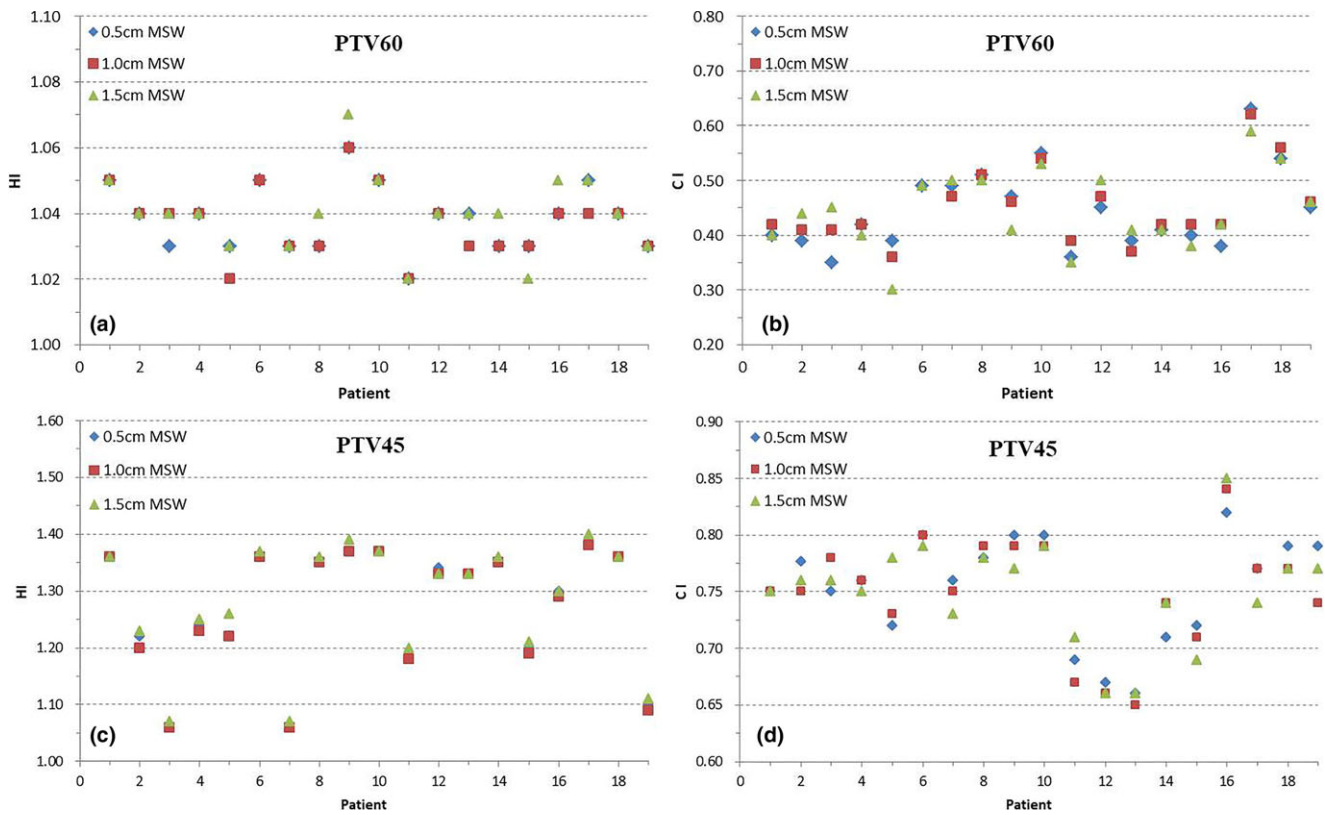 PTV60
0.5cm MSW
1.0cm MSW
1.5cm MSW
1.10
1.08
1.06
1.04
1.02
1.00
HI
0 2 4 6 8 10 12 14 16 18
Patient
(a)
PTV60
0.5cm MSW
1.0cm MSW
1.5cm MSW
0.80
0.70
0.60
0.50
0.40
0.30
0.20
CI
0 2 4 6 8 10 12 14 16 18
Patient
(b)
PTV45
0.5cm MSW
1.0cm MSW
1.5cm MSW
1.60
1.50
1.40
1.30
1.20
1.10
1.00
HI
0 2 4 6 8 10 12 14 16 18
Patient
(c)
PTV45
0.5cm MSW
1.0cm MSW
1.5cm MSW
0.90
0.85
0.80
0.75
0.70
0.65
0.60
CI
0 2 4 6 8 10 12 14 16 18
Patient
(d)